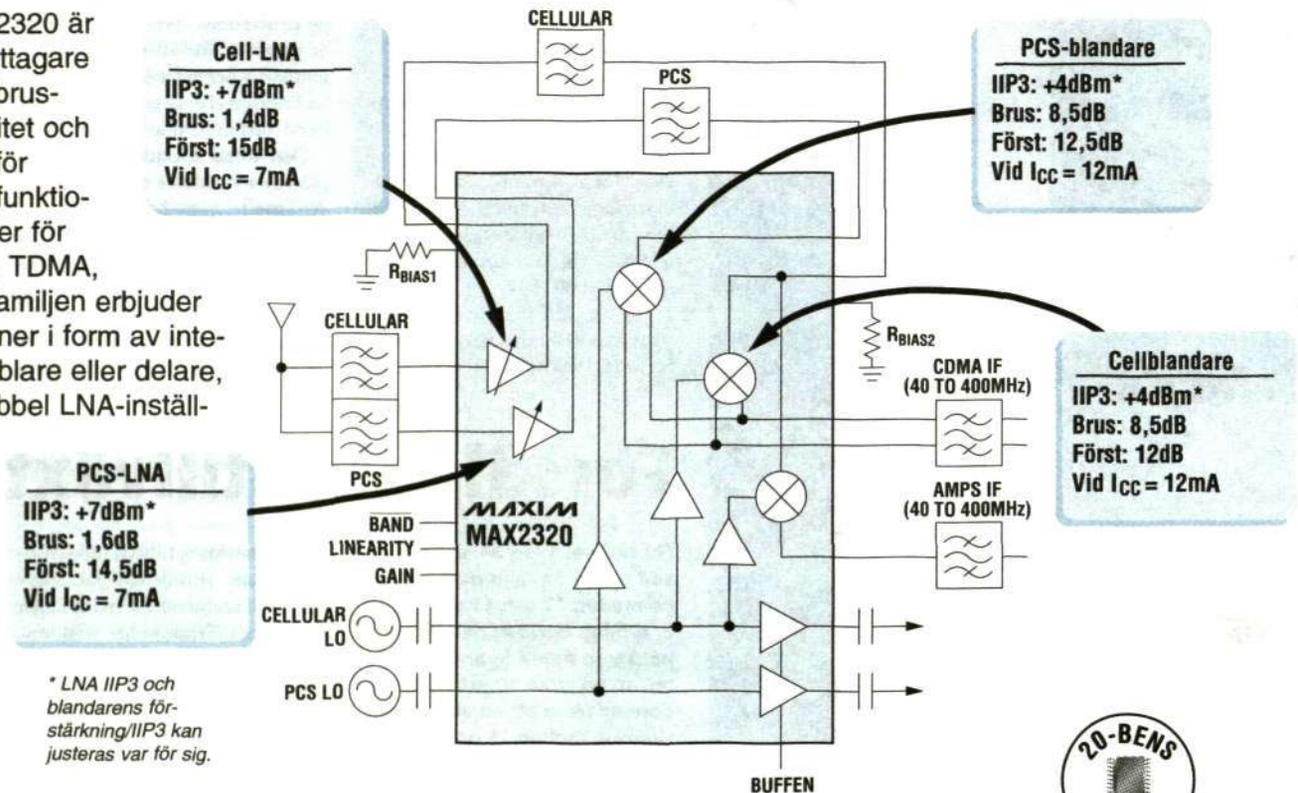 2320 är
ttagare
brus-
itet och
för
funktio-
er för
TDMA,
amiljen erbjuder
ner i form av inte-
blare eller delare,
bbel LNA-inställ-
Cell-LNA
IIP3: +7dBm*
Brus: 1,4dB
Först: 15dB
Vid ICC = 7mA
CELLULAR
PCS
PCS-blandare
IIP3: +4dBm*
Brus: 8,5dB
Först: 12,5dB
Vid ICC = 12mA
RBIAS1
CELLULAR
PCS
RBIAS2
CDMA IF
(40 TO 400MHz)
AMPS IF
(40 TO 400MHz)
Cellblandare
IIP3: +4dBm*
Brus: 8,5dB
Först: 12dB
Vid ICC = 12mA
PCS-LNA
IIP3: +7dBm*
Brus: 1,6dB
Först: 14,5dB
Vid ICC = 7mA
BAND
LINEARITY
GAIN
MAXIM
MAX2320
CELLULAR
LO
PCS LO
BUFFEN
* LNA IIP3 och
blandarens för-
stärkning/IIP3 kan
justeras var för sig.
20-BENS